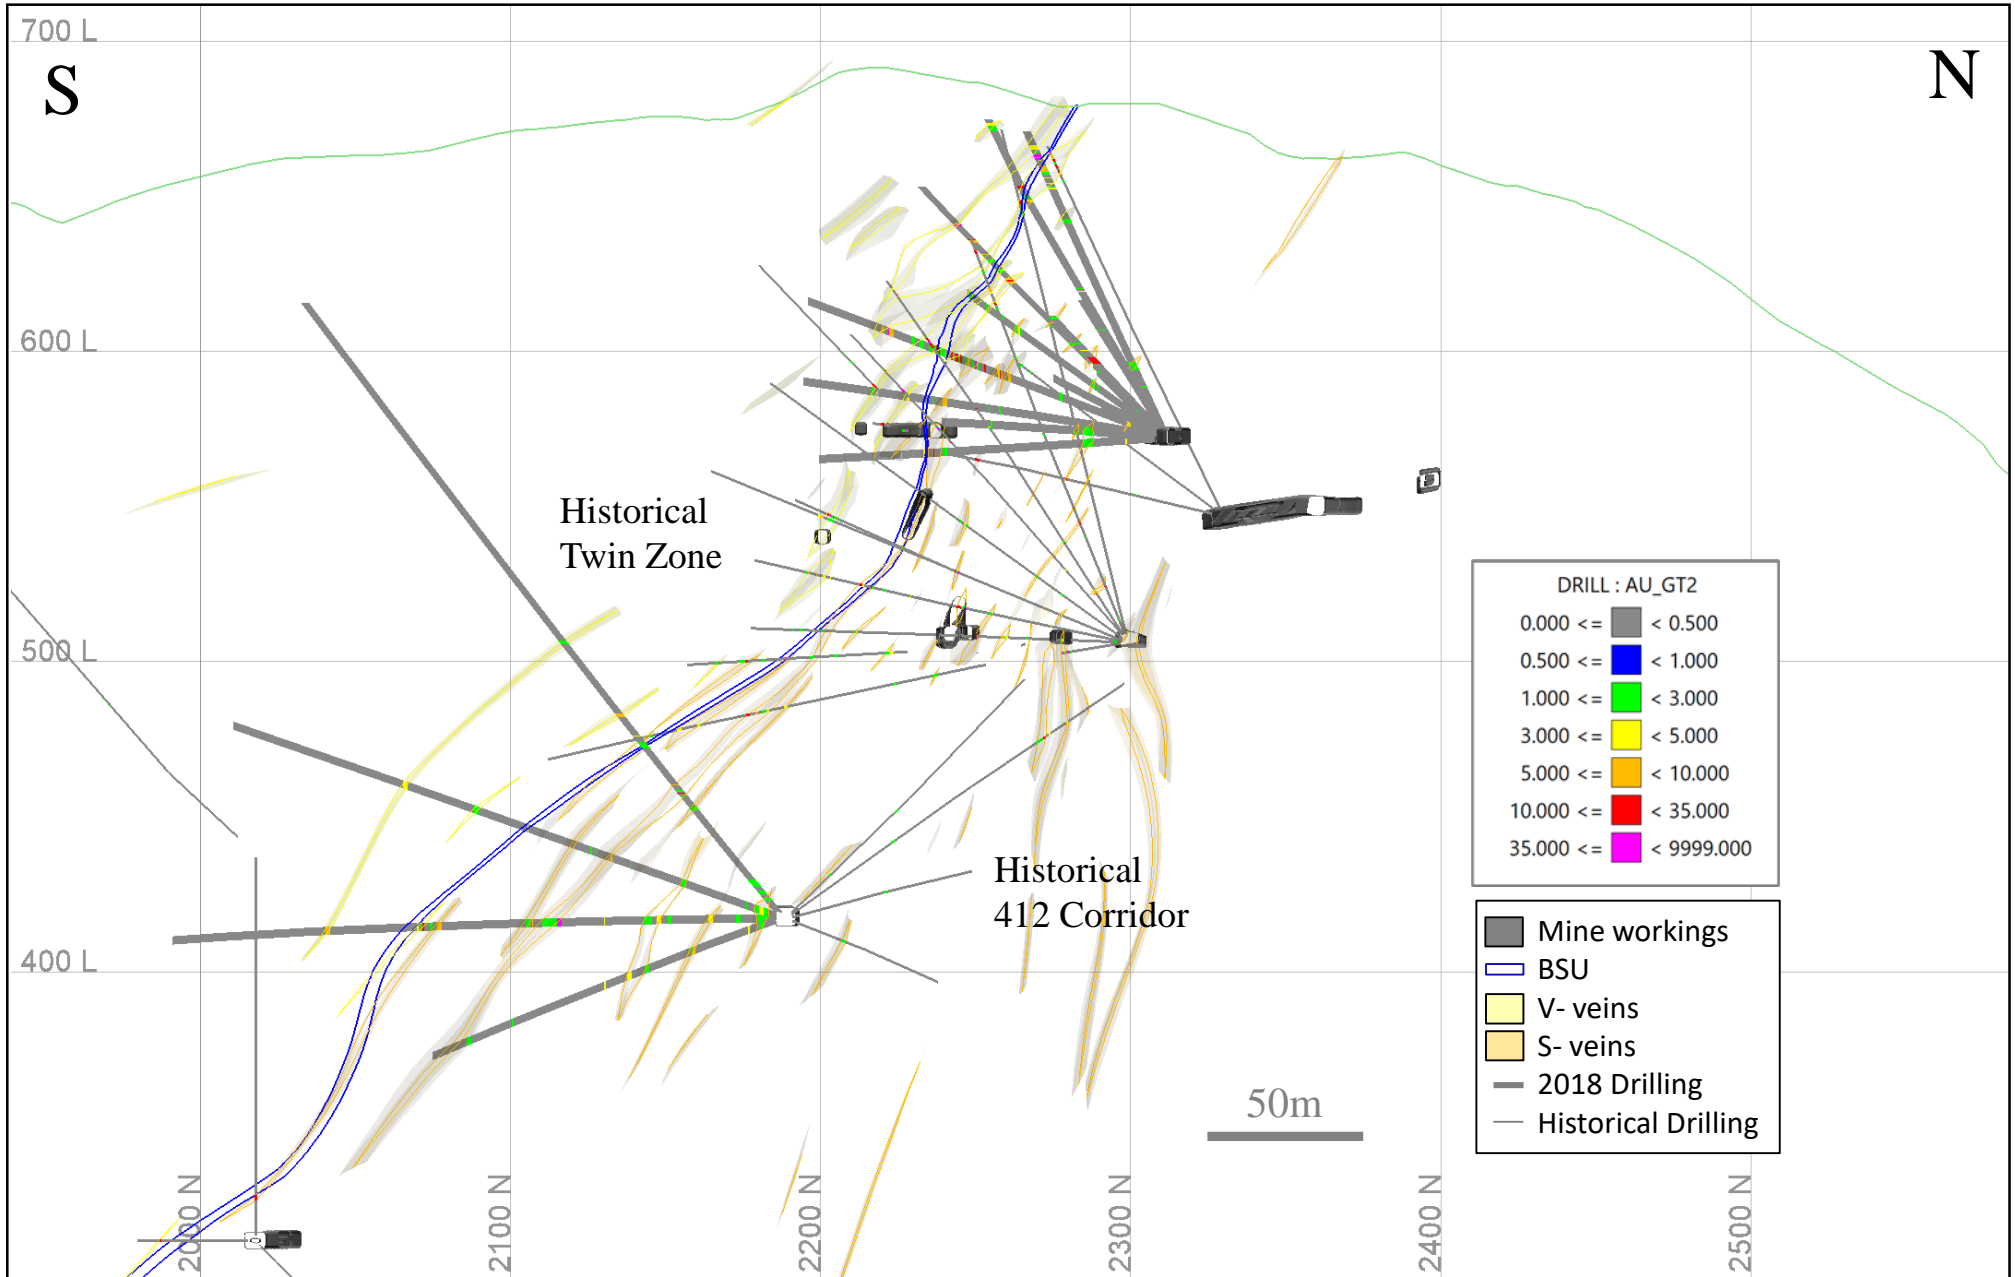 700 L
S
N
600 L
Historical
Twin Zone
500 L
DRILL : AU_GT2
0.000 <= < 0.500
0.500 <= < 1.000
1.000 <= < 3.000
3.000 <= < 5.000
5.000 <= < 10.000
10.000 <= < 35.000
35.000 <= < 9999.000
Historical
412 Corridor
400 L
Mine workings
BSU
V- veins
S- veins
2018 Drilling
Historical Drilling
50m
2000 N
2100 N
2200 N
2300 N
2400 N
2500 N